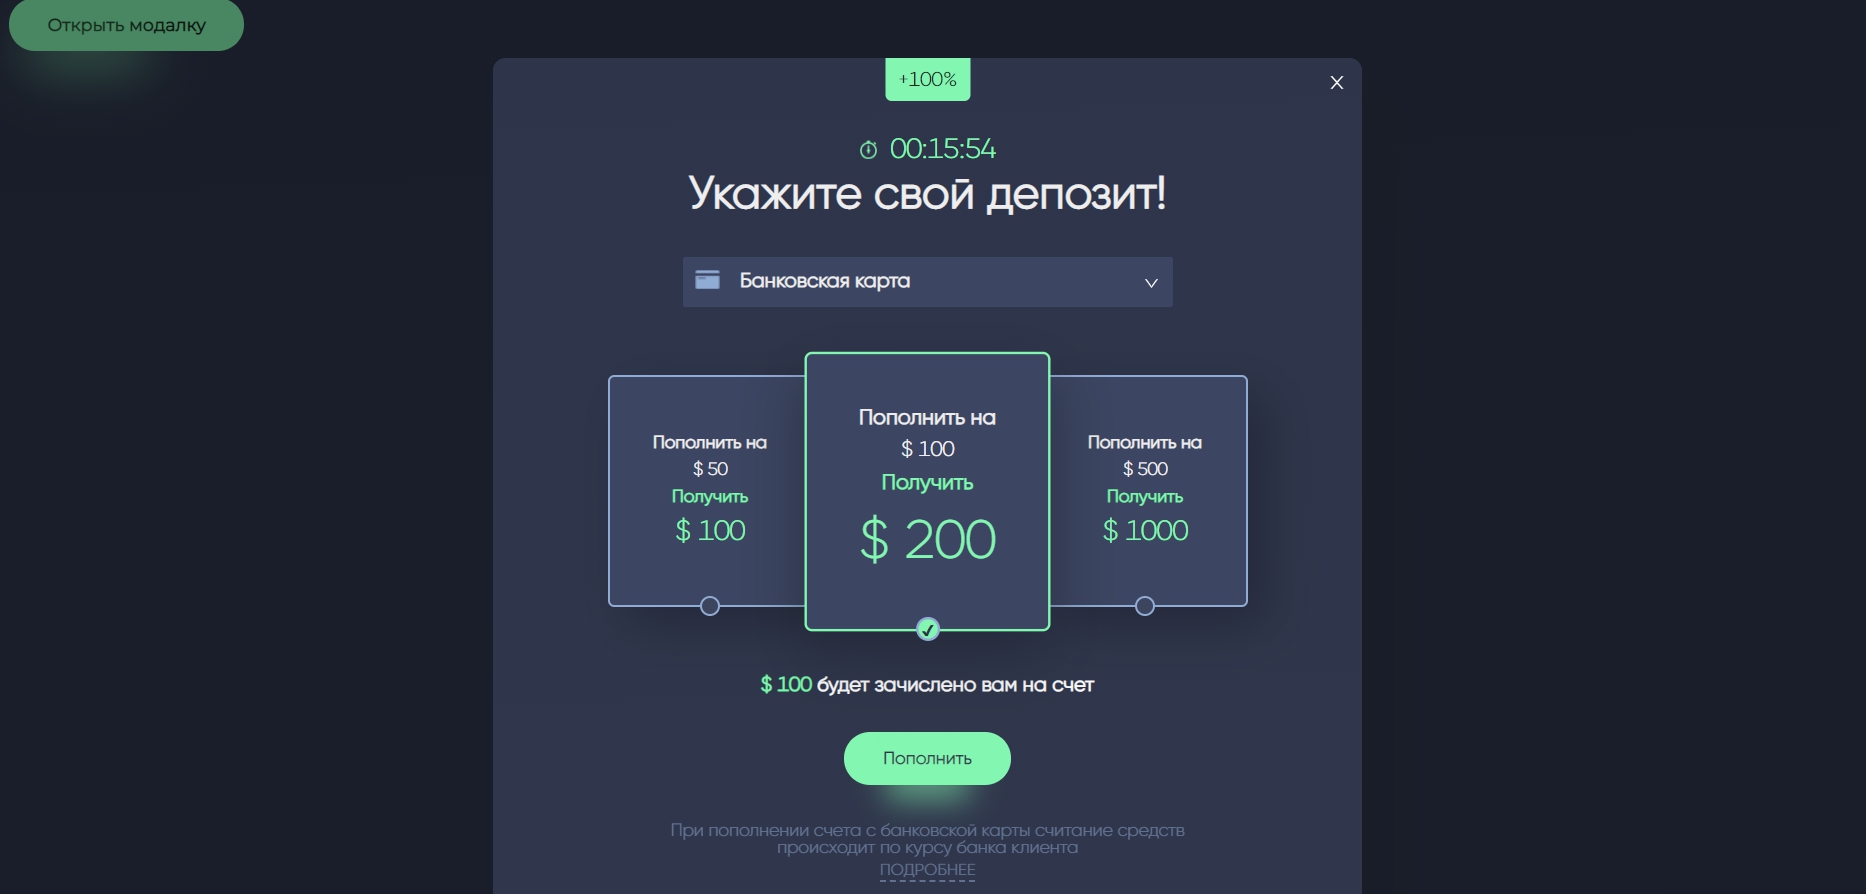 Открыть модалку
+100%
X
00:15:54
Укажите свой депозит!
Банковская карта
Пополнить на
$ 50
Получить
$ 100
Пополнить на
$ 100
Получить
$ 200
Пополнить на
$ 500
Получить
$ 1000
$ 100 будет зачислено вам на счет
Пополнить
При пополнении счета с банковской карты считание средств
происходит по курсу банка клиента
ПОДРОБНЕЕ